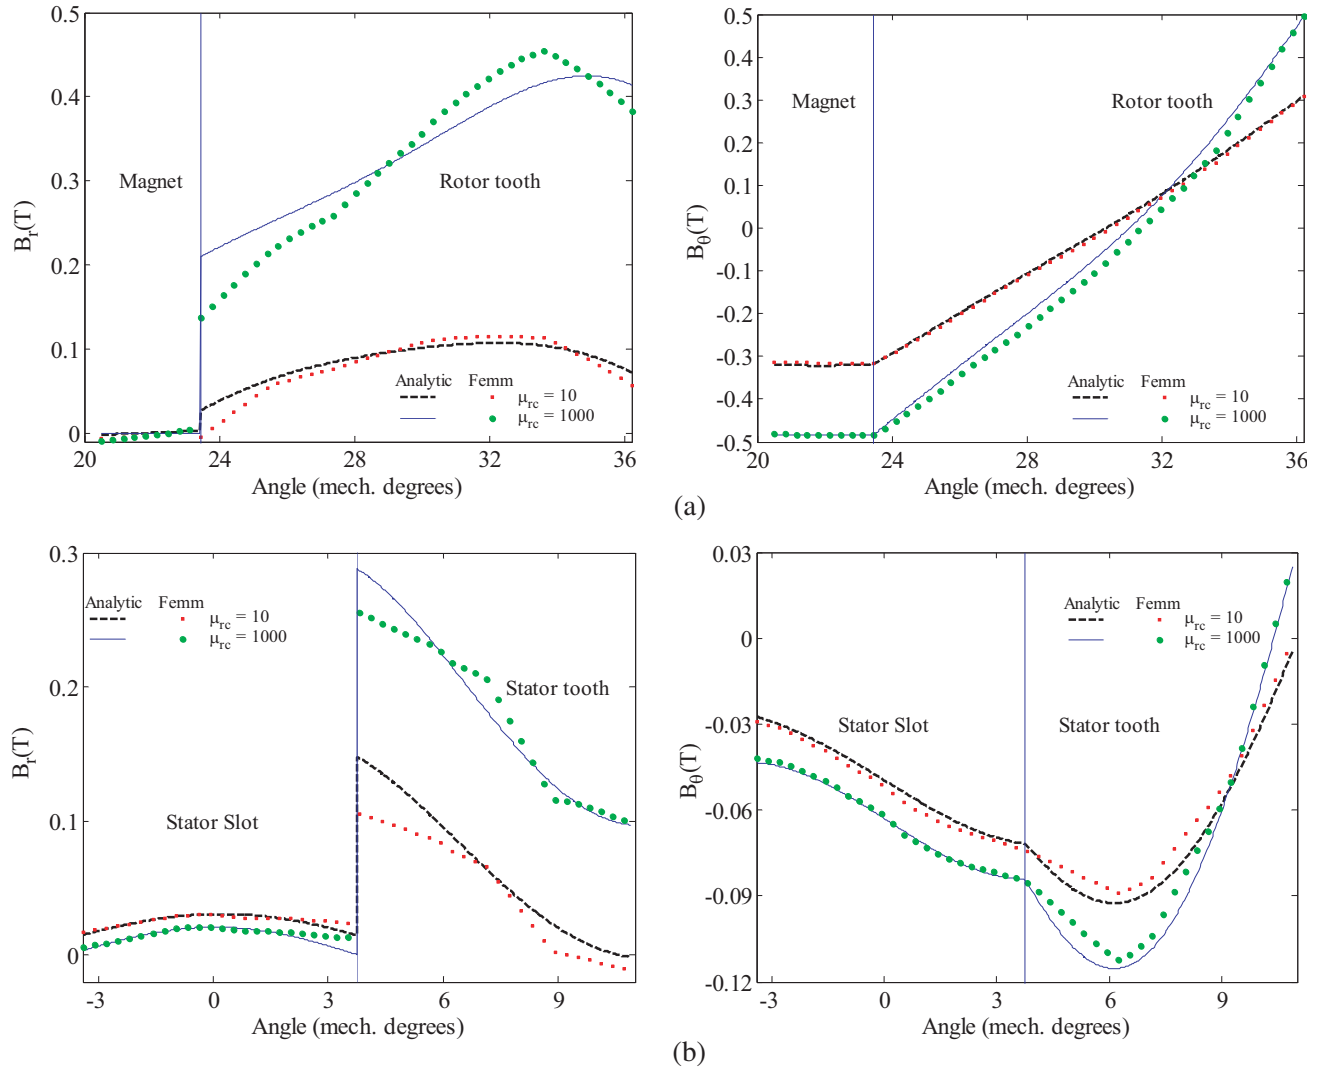 0.5
0.4
0.3
0.2
0.1
0
B_r(T)
Magnet
Rotor tooth
Analytic Femm
μ_rc = 10
μ_rc = 1000
20 24 28 32 36
Angle (mech. degrees)
0.5
0.4
0.3
0.2
0.1
0
-0.1
-0.2
-0.3
-0.4
-0.5
B_θ(T)
Magnet
Rotor tooth
Analytic Femm
μ_rc = 10
μ_rc = 1000
20 24 28 32 36
Angle (mech. degrees)
(a)
0.3
0.2
0.1
0
B_r(T)
Analytic Femm
μ_rc = 10
μ_rc = 1000
Stator tooth
Stator Slot
-3 0 3 6 9
Angle (mech. degrees)
0.03
0
-0.03
-0.06
-0.09
-0.12
B_θ(T)
Analytic Femm
μ_rc = 10
μ_rc = 1000
Stator Slot
Stator tooth
-3 0 3 6 9
Angle (mech. degrees)
(b)